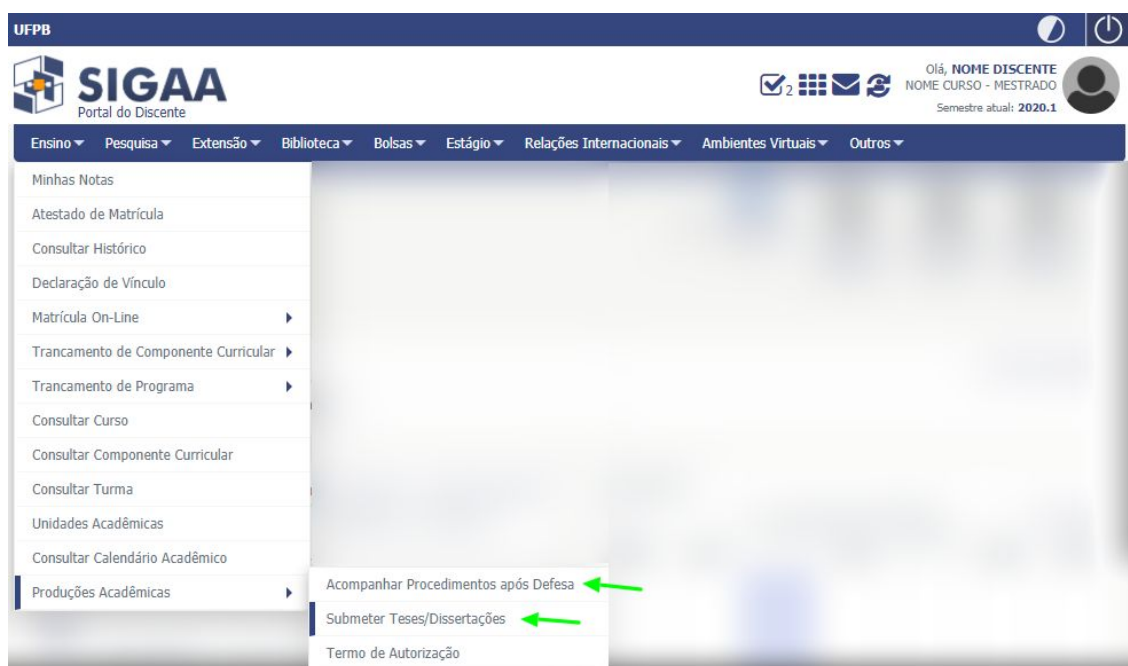 UFPB
SIGAA
Portal do Discente
2
Olá, NOME DISCENTE
NOME CURSO - MESTRADO
Semestre atual: 2020.1
Ensino Pesquisa Extensão Biblioteca Bolsas Estágio Relações Internacionais Ambientes Virtuais Outros
Minhas Notas
Atestado de Matrícula
Consultar Histórico
Declaração de Vínculo
Matrícula On-Line
Trancamento de Componente Curricular
Trancamento de Programa
Consultar Curso
Consultar Componente Curricular
Consultar Turma
Unidades Acadêmicas
Consultar Calendário Acadêmico
Produções Acadêmicas
Acompanhar Procedimentos após Defesa
Submeter Teses/Dissertações
Termo de Autorização